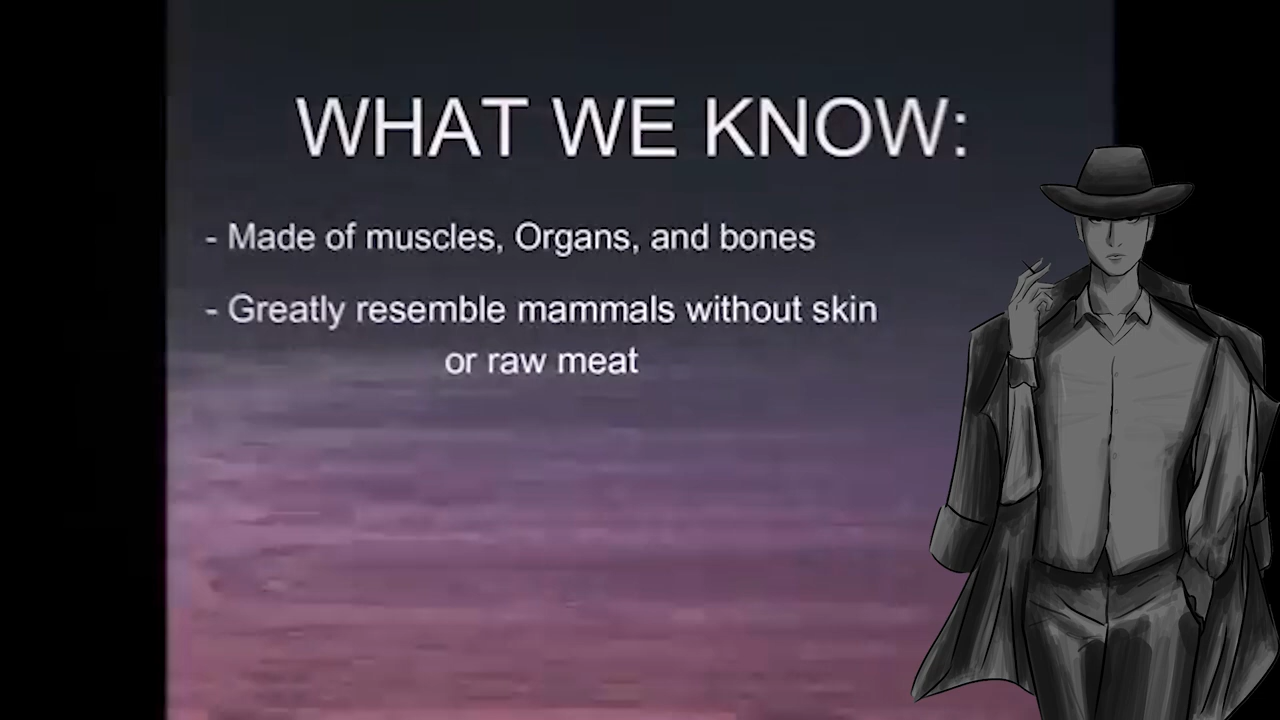 WHAT WE KNOW:
- Made of muscles, Organs, and bones
- Greatly resemble mammals without skin
or raw meat